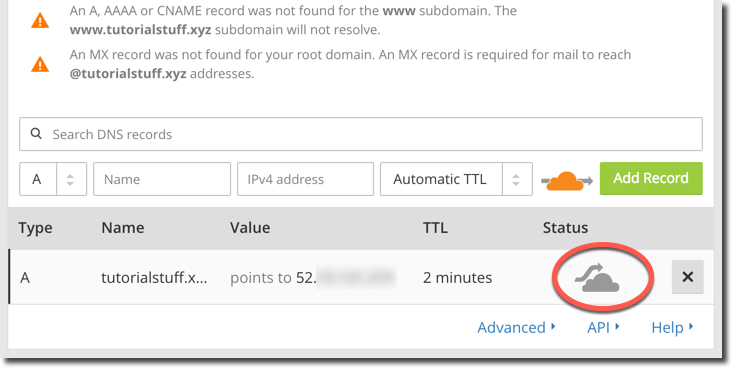 An A, AAAA or CNAME record was not found for the www subdomain. The
www.tutorialstuff.xyz subdomain will not resolve.
An MX record was not found for your root domain. An MX record is required for mail to reach
@tutorialstuff.xyz addresses.
Search DNS records
A Name IPv4 address Automatic TTL Add Record
Type Name Value TTL Status
A tutorialstuff.x... points to 52. 2 minutes
Advanced API Help